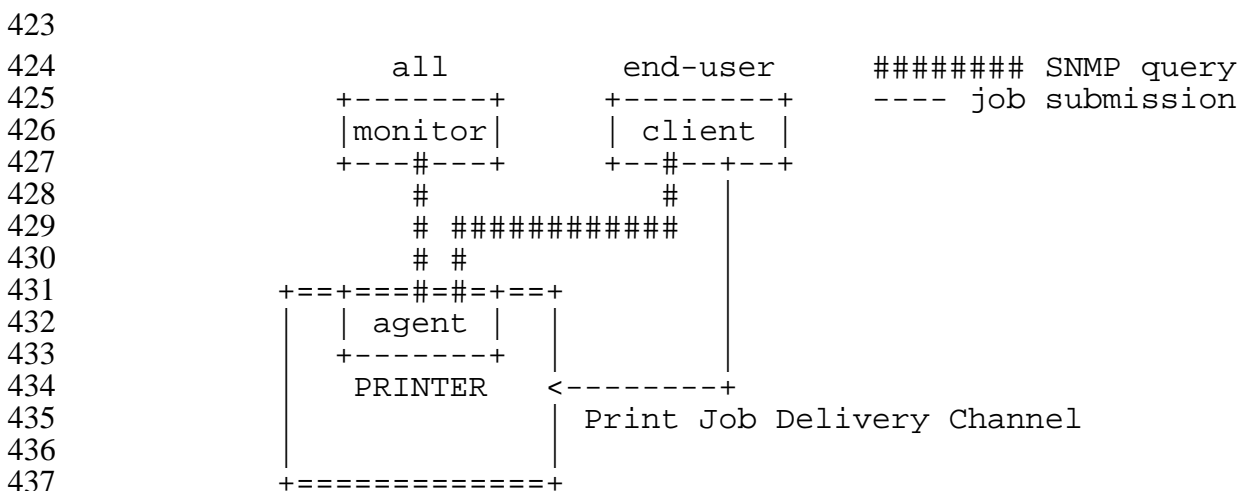 423
424                     all           end-user      ######## SNMP query
425                  +-------+      +--------+     ---- job submission
426                  |monitor|      | client |
427                  +---#---+      +--#--+--+
428                      #             #  |
429                      # ############  |
430                      # #              |
431              +==+===#=#=+==+          |
432              |  | agent |  |          |
433              |  +-------+  |          |
434              |   PRINTER   <--------+
435              |             | Print Job Delivery Channel
436              |             |
437              +=============+